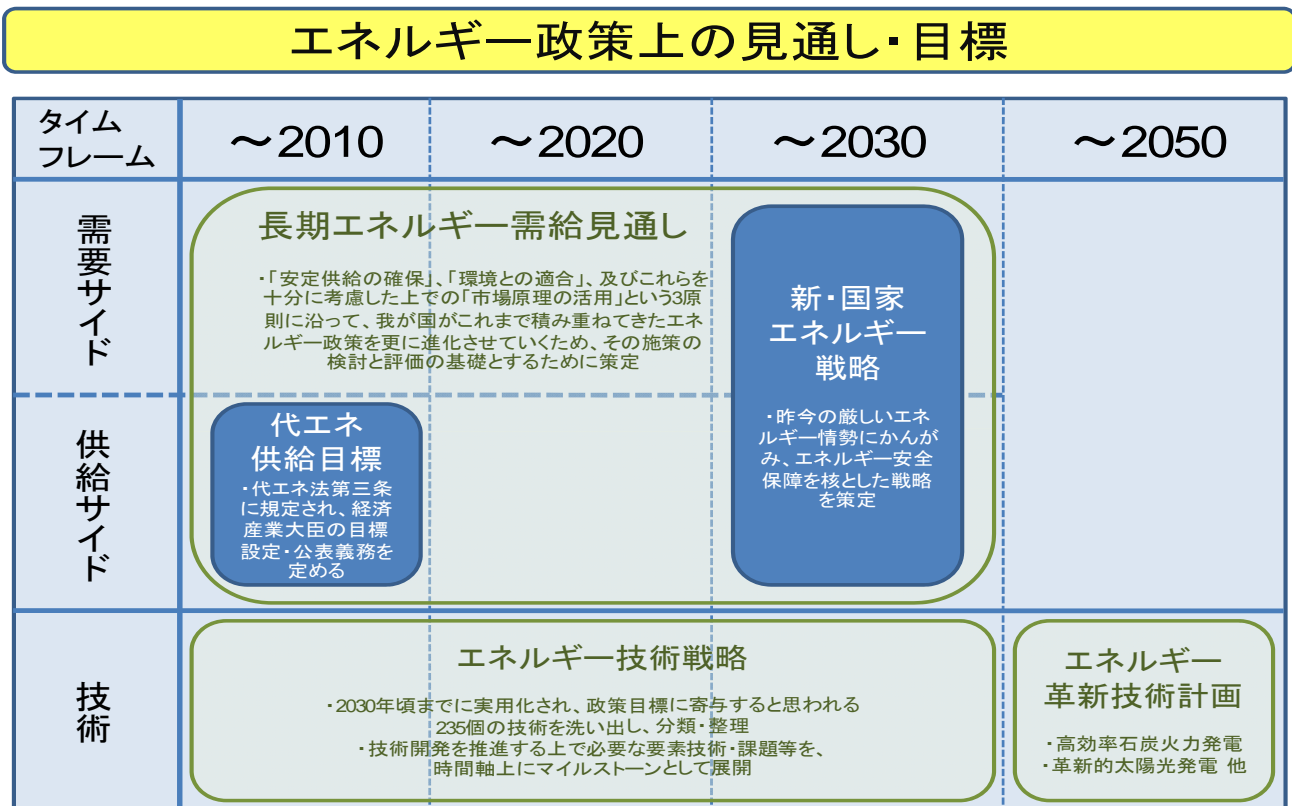 エネルギー政策上の見通し・目標
タイム
フレーム
～2010
～2020
～2030
～2050
需要サイド
長期エネルギー需給見通し
・「安定供給の確保」、「環境との適合」、及びこれらを
十分に考慮した上での「市場原理の活用」という3原
則に沿って、我が国がこれまで積み重ねてきたエネ
ルギー政策を更に進化させていくため、その施策の
検討と評価の基礎とするために策定
新・国家
エネルギー
戦略
・昨今の厳しいエネ
ルギー情勢にかんが
み、エネルギー安全
保障を核とした戦略
を策定
供給サイド
代エネ
供給目標
・代エネ法第三条
に規定され、経済
産業大臣の目標
設定・公表義務を
定める
技術
エネルギー技術戦略
・2030年頃までに実用化され、政策目標に寄与すると思われる
235個の技術を洗い出し、分類・整理
・技術開発を推進する上で必要な要素技術・課題等を、
時間軸上にマイルストーンとして展開
エネルギー
革新技術計画
・高効率石炭火力発電
・革新的太陽光発電 他